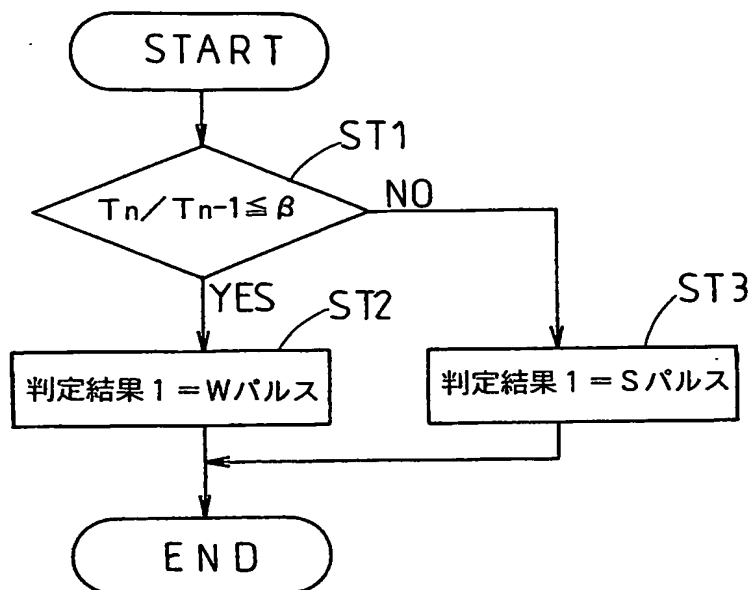 START
ST1
Tn/Tn-1≦β
NO
YES
ST2
ST3
判定結果1=Wパルス
判定結果1=Sパルス
END